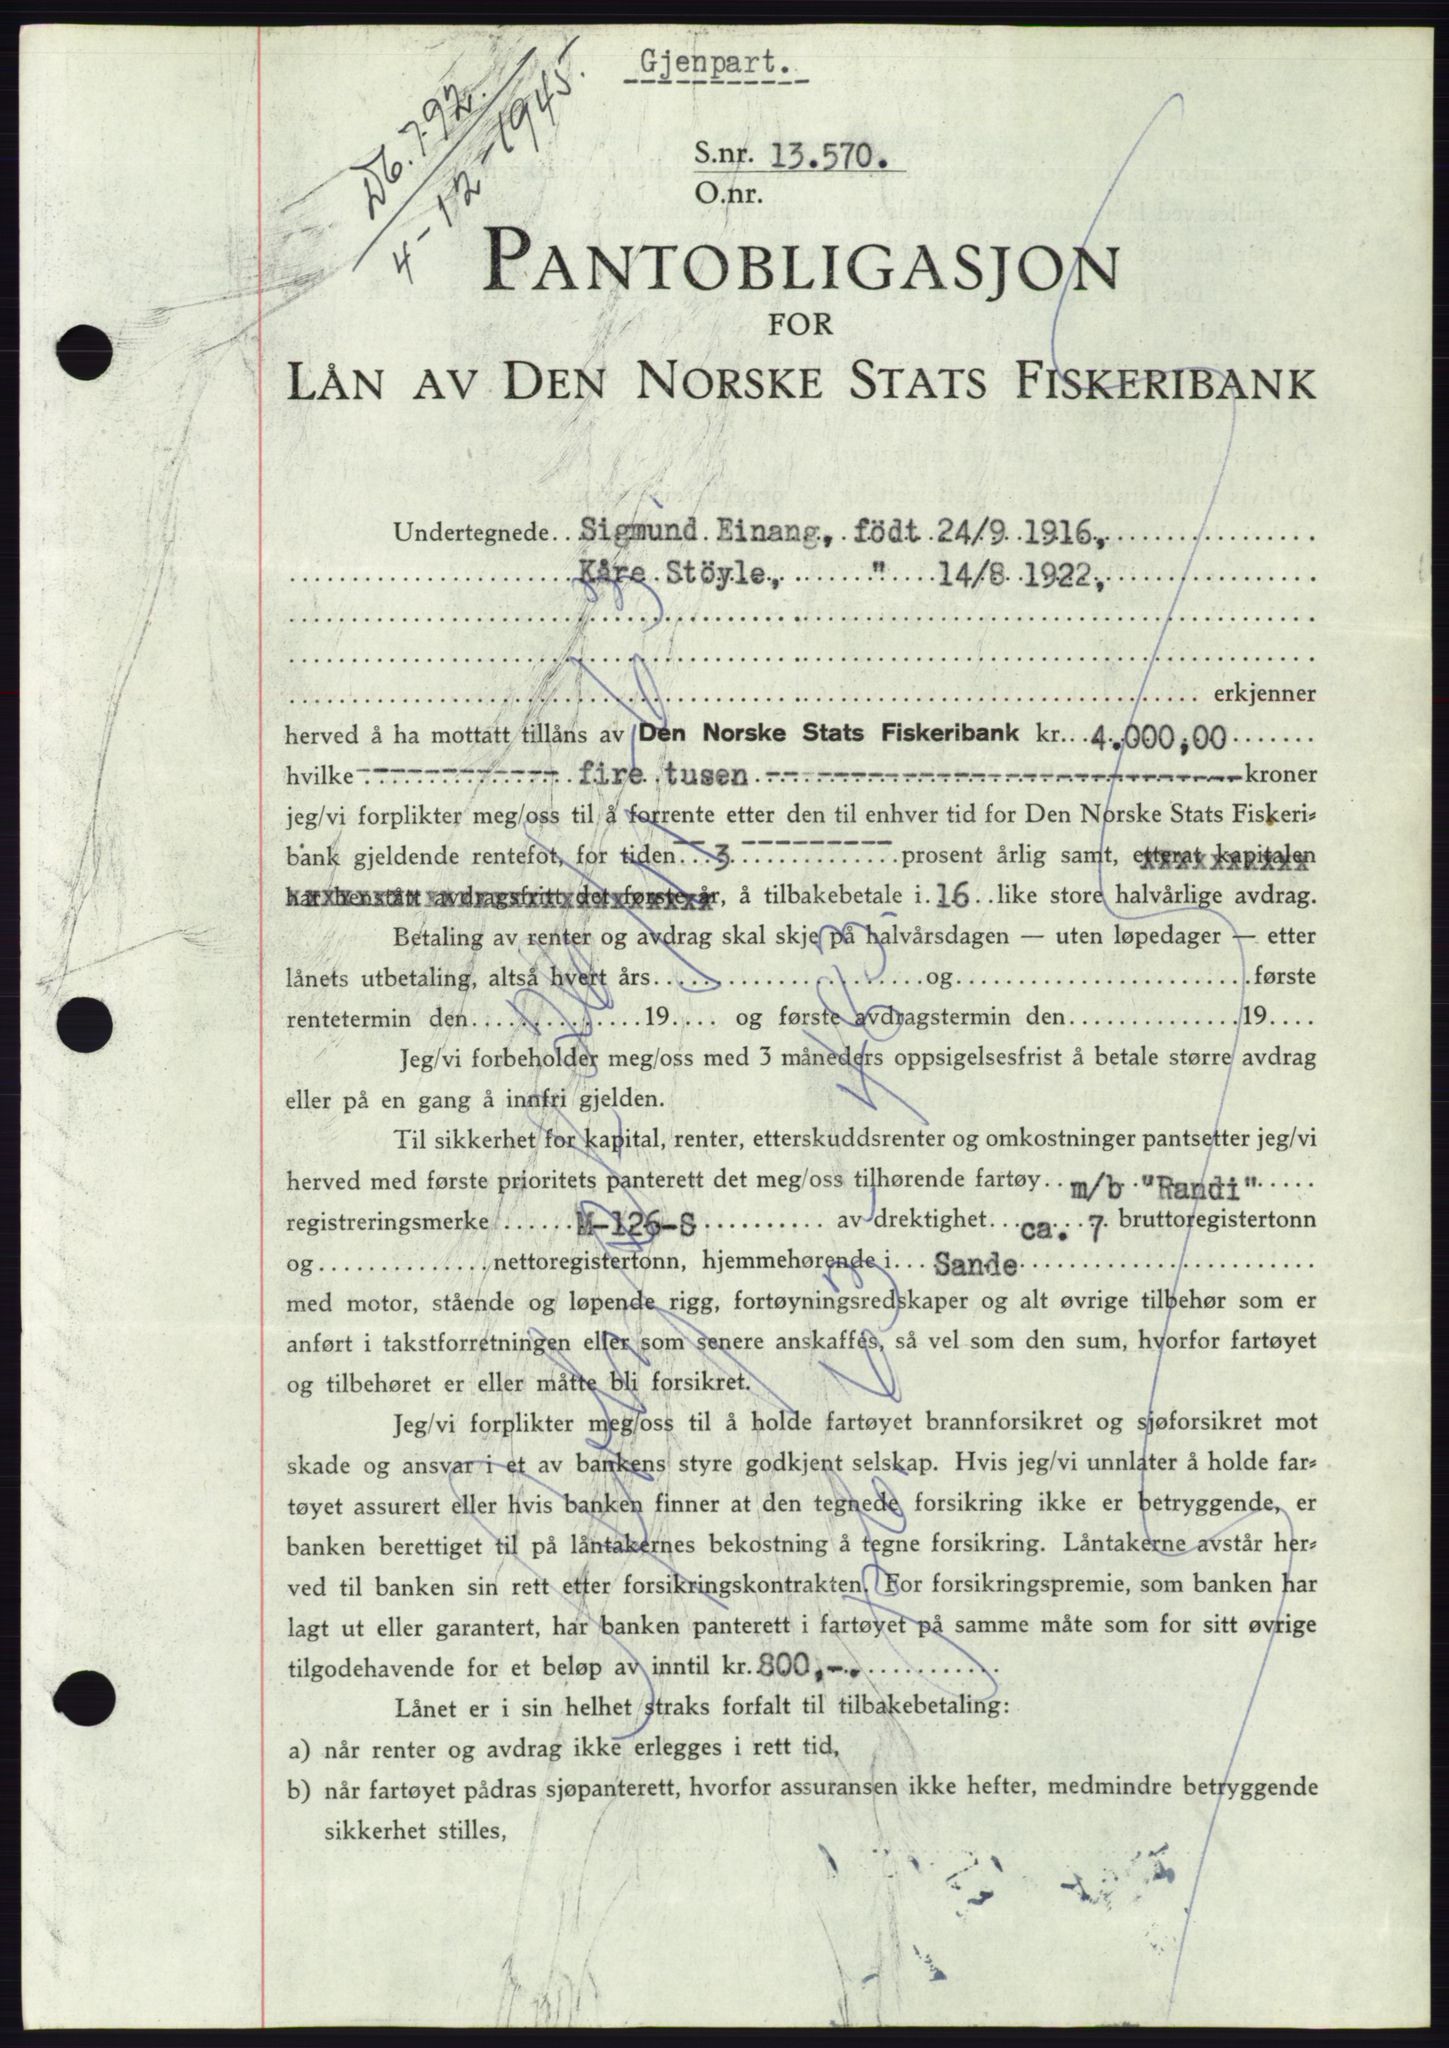 Gjenpart.
Db. 792.
4-12-1945.
S.nr. 13.570.
O.nr.
PANTOBLIGASJON
FOR
LÅN AV DEN NORSKE STATS FISKERIBANK
Undertegnede.. Sigmund Einang, födt 24/9 1916,
Kåre Stöyle, " 14/8 1922,
erkjenner
herved å ha mottatt tillåns av Den Norske Stats Fiskeribank kr. 4.000,00
hvilke ---------- fire tusen ---------- kroner
jeg/vi forplikter meg/oss til å forrente etter den til enhver tid for Den Norske Stats Fiskeri-
bank gjeldende rentefot, for tiden 3 prosent årlig samt, etterat kapitalen
har henstått avdragsfritt det første år, å tilbakebetale i 16 like store halvårlige avdrag.
Betaling av renter og avdrag skal skje på halvårsdagen — uten løpedager — etter
lånets utbetaling, altså hvert års.................og.................første
rentetermin den.................19.... og første avdragstermin den.................19....
Jeg/vi forbeholder meg/oss med 3 måneders oppsigelsesfrist å betale større avdrag
eller på en gang å innfri gjelden.
Til sikkerhet for kapital, renter, etterskuddsrenter og omkostninger pantsetter jeg/vi
herved med første prioritets panterett det meg/oss tilhørende fartøy.. m/b "Randi"
registreringsmerke M-126-S av drektighet ca. 7 bruttoregistertonn
og.................nettoregistertonn, hjemmehørende i... Sande
med motor, stående og løpende rigg, fortøyningsredskaper og alt øvrige tilbehør som er
anført i takstforretningen eller som senere anskaffes, så vel som den sum, hvorfor fartøyet
og tilbehøret er eller måtte bli forsikret.
Jeg/vi forplikter meg/oss til å holde fartøyet brannforsikret og sjøforsikret mot
skade og ansvar i et av bankens styre godkjent selskap. Hvis jeg/vi unnlater å holde far-
tøyet assurert eller hvis banken finner at den tegnede forsikring ikke er betryggende, er
banken berettiget til på låntakernes bekostning å tegne forsikring. Låntakerne avstår her-
ved til banken sin rett etter forsikringskontrakten. For forsikringspremie, som banken har
lagt ut eller garantert, har banken panterett i fartøyet på samme måte som for sitt øvrige
tilgodehavende for et beløp av inntil kr. 800,-.
Lånet er i sin helhet straks forfalt til tilbakebetaling:
a) når renter og avdrag ikke erlegges i rett tid,
b) når fartøyet pådras sjøpanterett, hvorfor assuransen ikke hefter, medmindre betryggende
sikkerhet stilles,